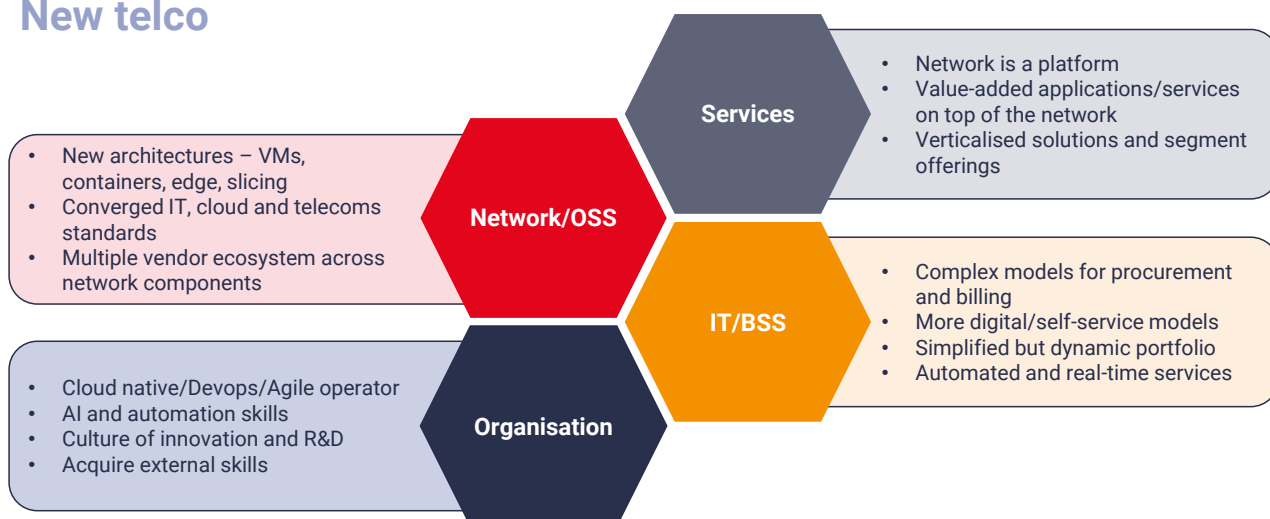 New telco
Services
• Network is a platform
• Value-added applications/services
on top of the network
• Verticalised solutions and segment
offerings
• New architectures – VMs,
containers, edge, slicing
• Converged IT, cloud and telecoms
standards
• Multiple vendor ecosystem across
network components
Network/OSS
IT/BSS
• Complex models for procurement
and billing
• More digital/self-service models
• Simplified but dynamic portfolio
• Automated and real-time services
• Cloud native/Devops/Agile operator
• AI and automation skills
• Culture of innovation and R&D
• Acquire external skills
Organisation